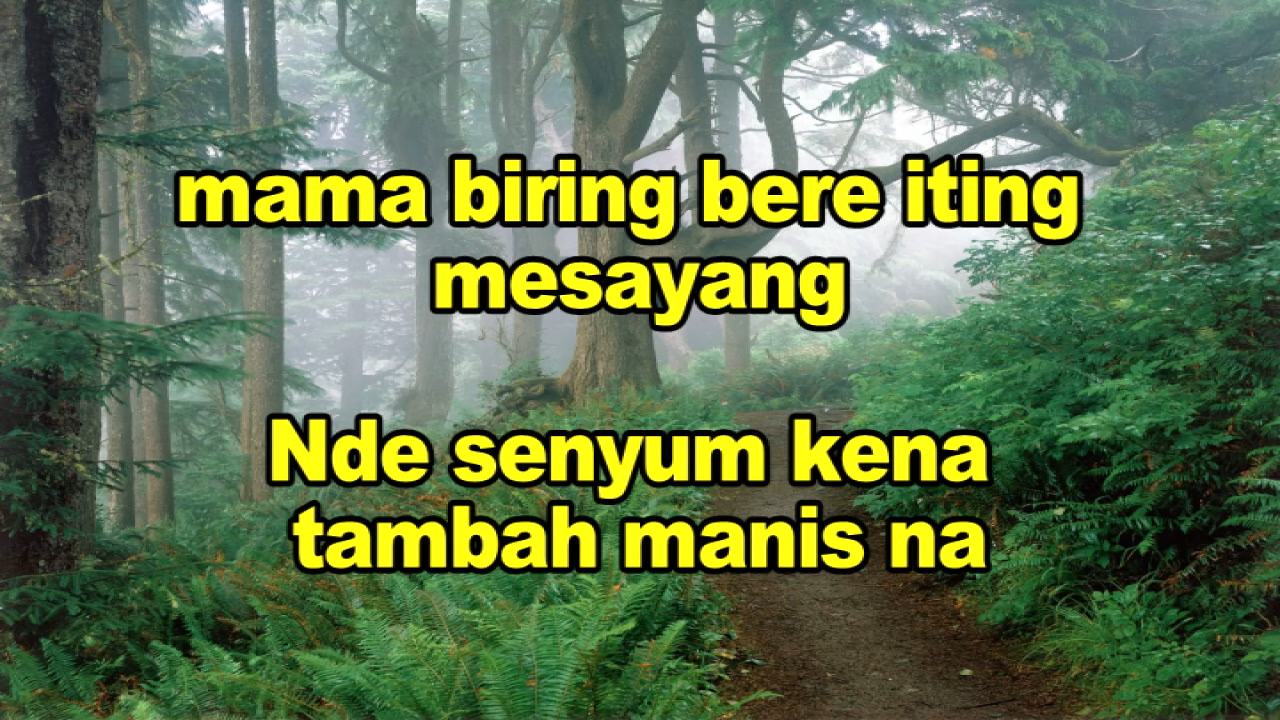 mama biring bere iting
mesayang
Nde senyum kena
tambah manis na